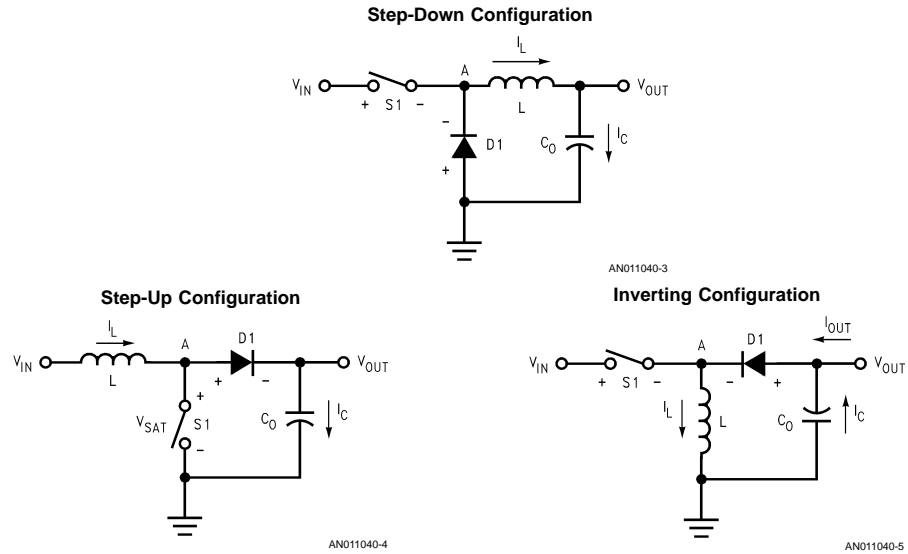 Step-Down Configuration
I_L
A
V_IN
V_OUT
+ S1 -
L
-
D1
C_O
I_C
+
AN011040-3
Step-Up Configuration
I_L
D1
A
V_IN
V_OUT
L
+ -
+
V_SAT S1
C_O
I_C
-
AN011040-4
Inverting Configuration
I_OUT
D1
A
V_IN
V_OUT
+ S1 -
- +
I_L
L
C_O
I_C
AN011040-5